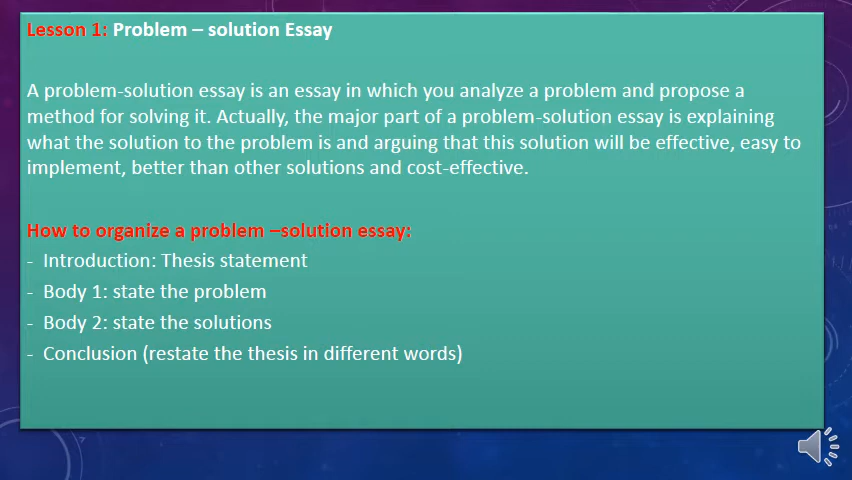 Lesson 1: Problem – solution Essay
A problem-solution essay is an essay in which you analyze a problem and propose a
method for solving it. Actually, the major part of a problem-solution essay is explaining
what the solution to the problem is and arguing that this solution will be effective, easy to
implement, better than other solutions and cost-effective.
How to organize a problem –solution essay:
- Introduction: Thesis statement
- Body 1: state the problem
- Body 2: state the solutions
- Conclusion (restate the thesis in different words)